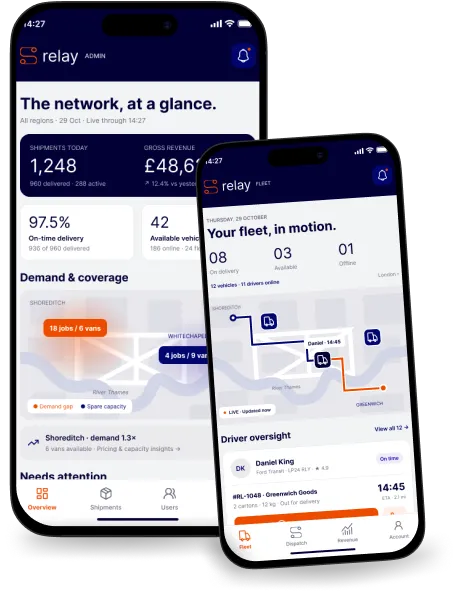 14:27
relay ADMIN
The network, at a glance.
All regions · 29 Oct · Live through 14:27
SHIPMENTS TODAY
1,248
960 delivered · 288 active
GROSS REVENUE
£48,6
↗ 12.4% vs yester
97.5%
On-time delivery
936 of 960 delivered
42
Available vehic
186 online · 24
Demand & coverage
SHOREDITCH
18 jobs / 6 vans
WHITECHAPE
4 jobs / 9 van
River Thames
Demand gap
Spare capacity
Shoreditch · demand 1.3×
6 vans available · Pricing & capacity insights →
Needs attention
Overview
Shipments
Users
14:27
relay FLEET
THURSDAY, 29 OCTOBER
Your fleet, in motion.
08
On delivery
03
Available
01
Offline
12 vehicles · 11 drivers online
London
SHOREDITCH
Daniel · 14:45
River Thames
GREENWICH
LIVE · Updated now
Driver oversight
View all 12 →
DK
Daniel King
Ford Transit · LP24 RLY · ★ 4.9
On time
#RL-1048 · Greenwich Goods
2 cartons · 12 kg · Out for delivery
14:45
Fleet
Dispatch
Revenue
Account